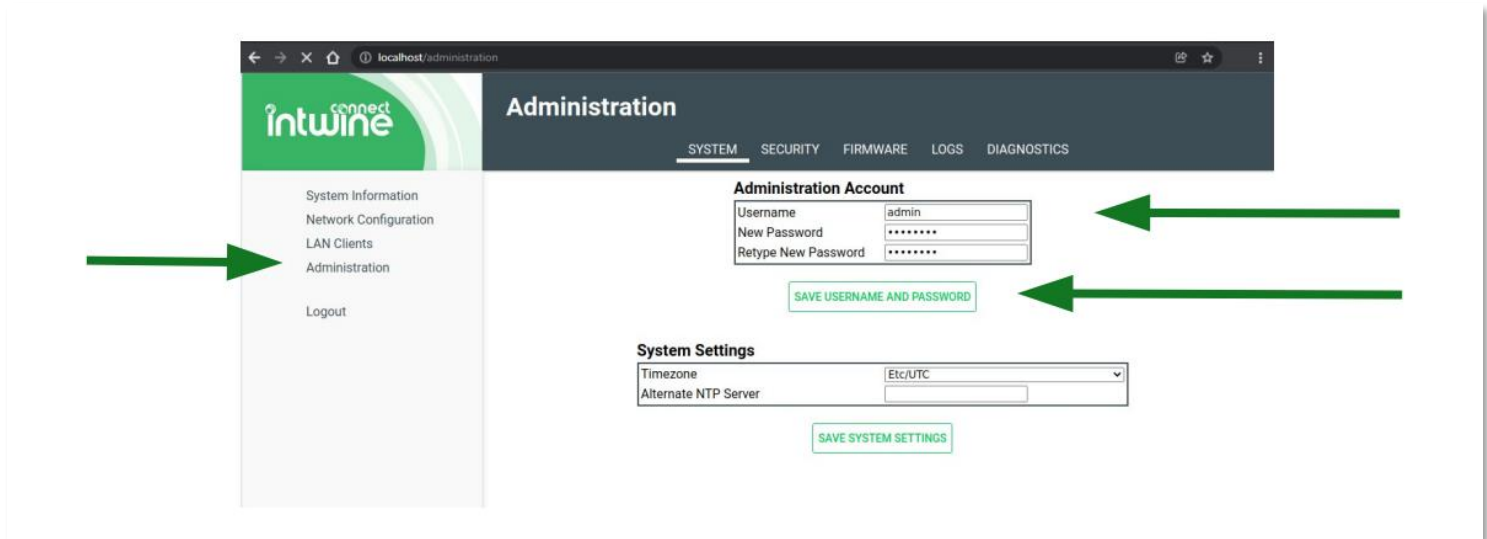 localhost/administration
intwine
connect
Administration
SYSTEM SECURITY FIRMWARE LOGS DIAGNOSTICS
System Information
Network Configuration
LAN Clients
Administration
Logout
Administration Account
Username admin
New Password ••••••••
Retype New Password ••••••••
SAVE USERNAME AND PASSWORD
System Settings
Timezone Etc/UTC
Alternate NTP Server
SAVE SYSTEM SETTINGS